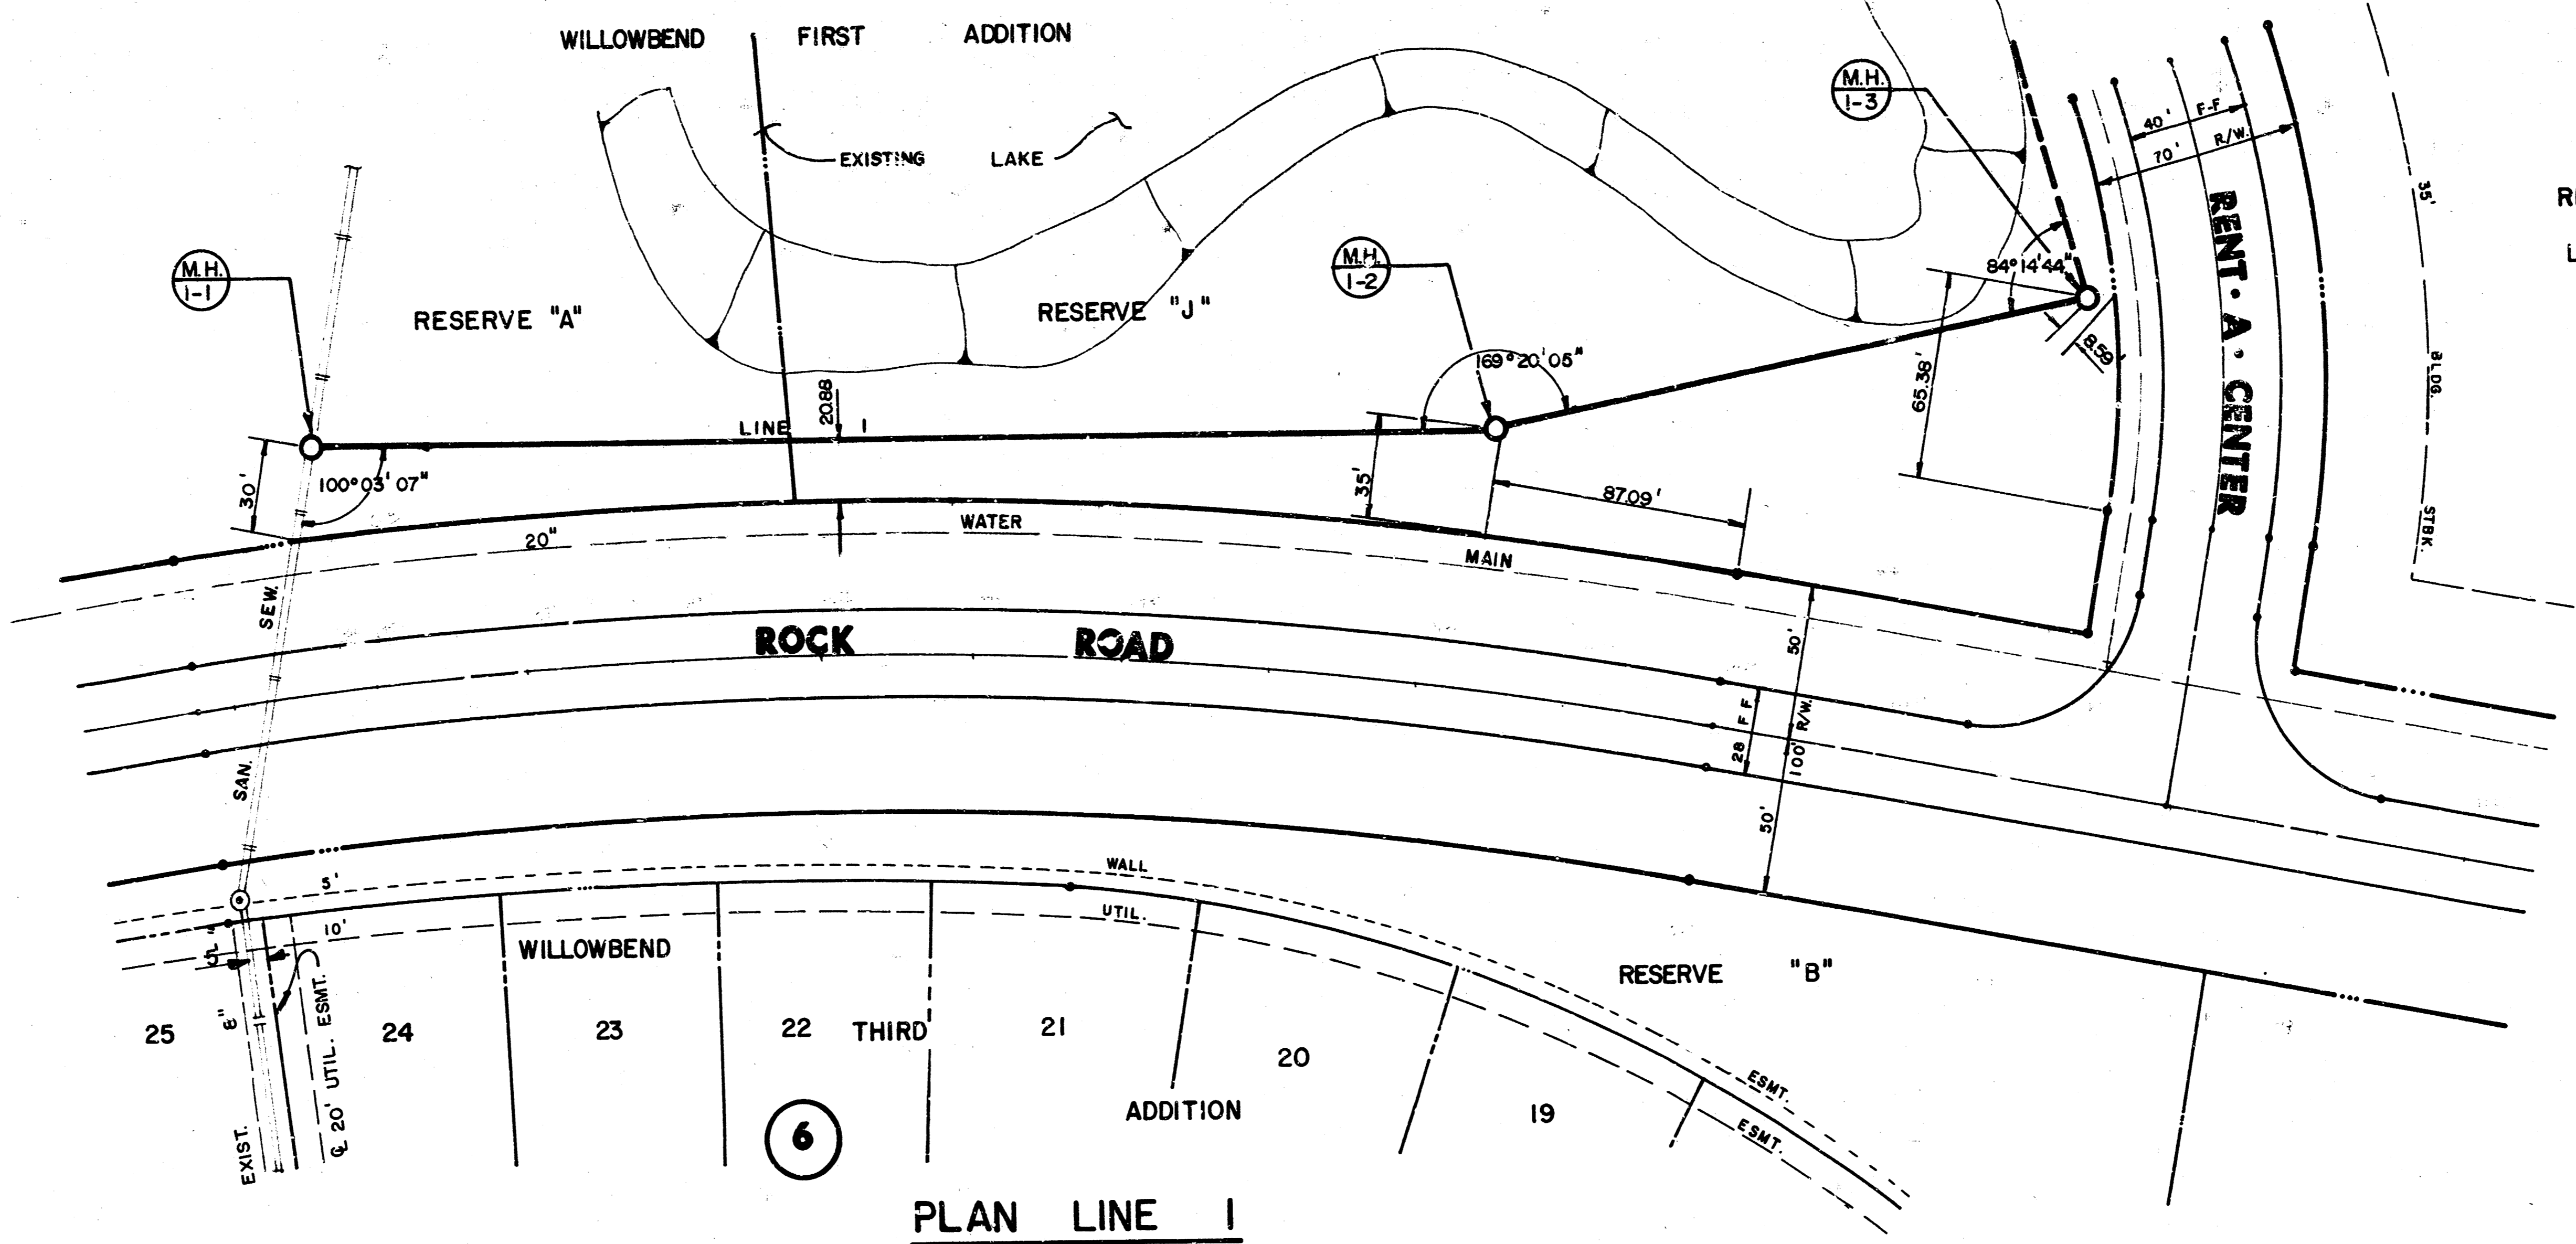 WILLOWBEND FIRST ADDITION
M.H.
1-3
40' F-F
70' R/W.
EXISTING LAKE
35'
BLDG.
STBK.
RENT • A • CENTER
M.H.
1-1
M.H.
1-2
84°14'44"
RESERVE "A"
RESERVE "J"
8.59'
65.38'
169°20'05"
20.88
LINE 1
30'
100°03'07"
35'
87.09'
20" WATER MAIN
SEW.
SAN.
ROCK ROAD
50'
28 F F
100' R/W.
50'
WALL
5'
UTIL.
10'
WILLOWBEND
RESERVE "B"
5'
8"
EXIST.
℄ 20' UTIL. ESMT.
25
24
23
22
THIRD
21
20
19
ADDITION
ESMT.
ESMT.
6
PLAN LINE 1